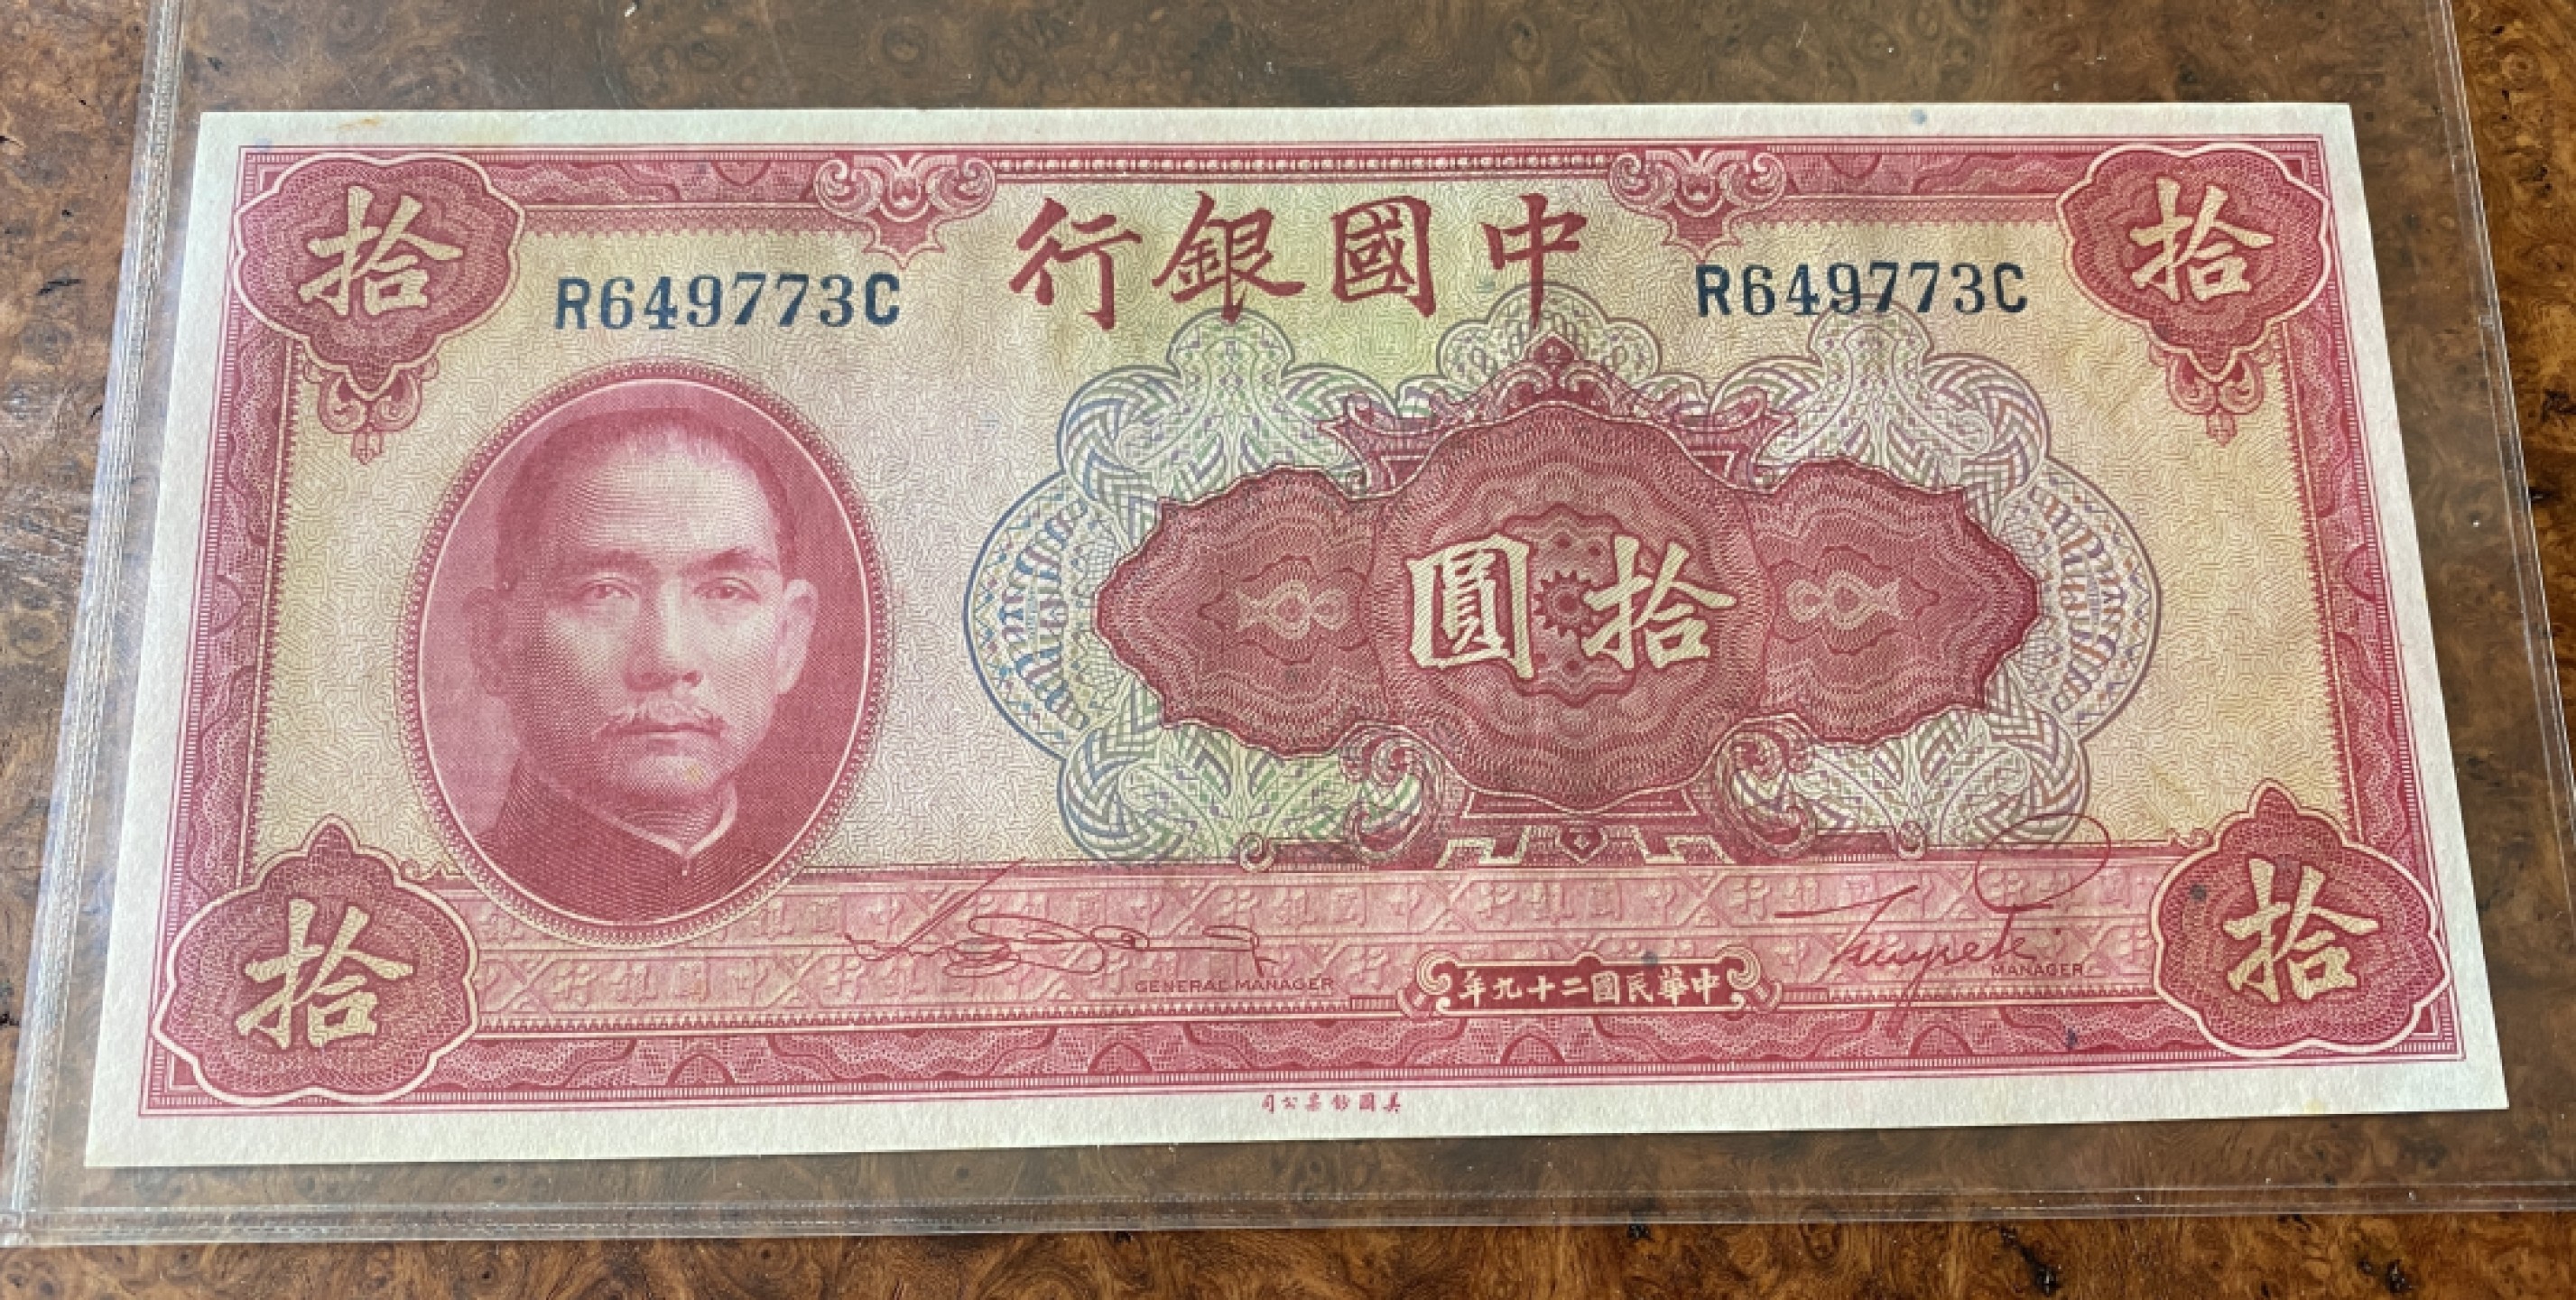 中國銀行
拾
拾
R649773C
R649773C
拾圓
GENERAL MANAGER
MANAGER
中華民國二十九年
拾
拾
美國鈔票公司